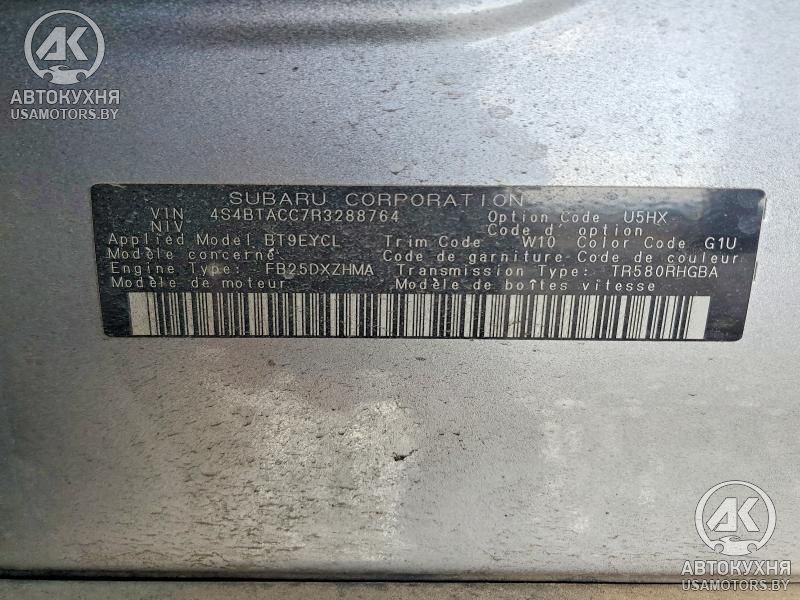 AK
АВТОКУХНЯ
USAMOTORS.BY
SUBARU CORPORATION
VIN 4S4BTACC7R3288764 Option Code U5HX
NIV Code d' option
Applied Model BT9EYCL Trim Code W10 Color Code G1U
Modèle concerné Code de garniture Code de couleur
Engine Type: FB25DXZHMA Transmission Type: TR580RHGBA
Modèle de moteur Modèle de boîtes vitesse
AK
АВТОКУХНЯ
USAMOTORS.BY